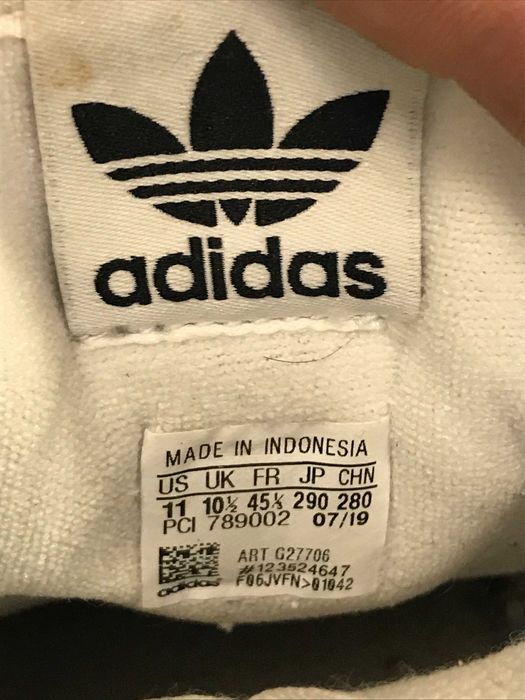 adidas
MADE IN INDONESIA
US UK FR JP CHN
11 10½ 45⅓ 290 280
PCI 789002 07/19
ART G27706
#123524647
adidas F06JVFN>01042